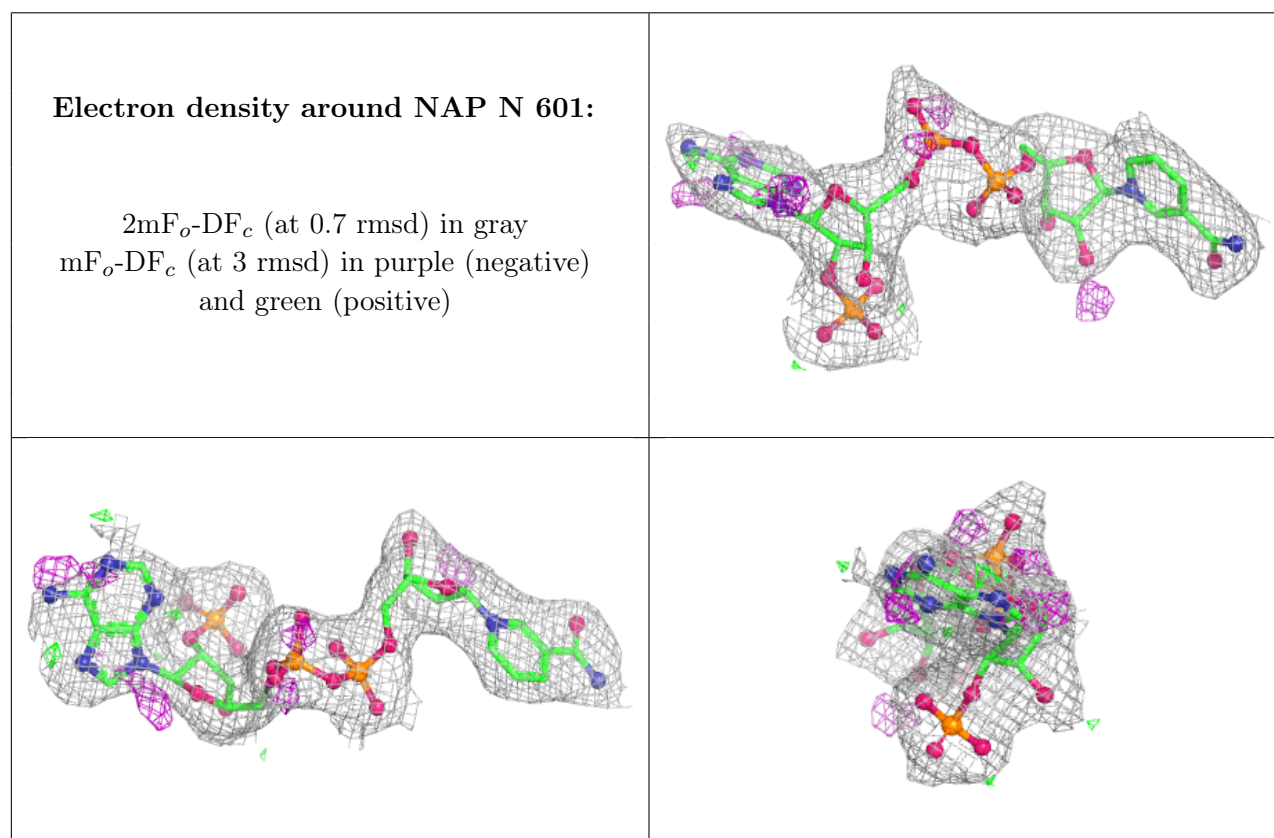 Electron density around NAP N 601:
2mFo-DFc (at 0.7 rmsd) in gray
mFo-DFc (at 3 rmsd) in purple (negative)
and green (positive)